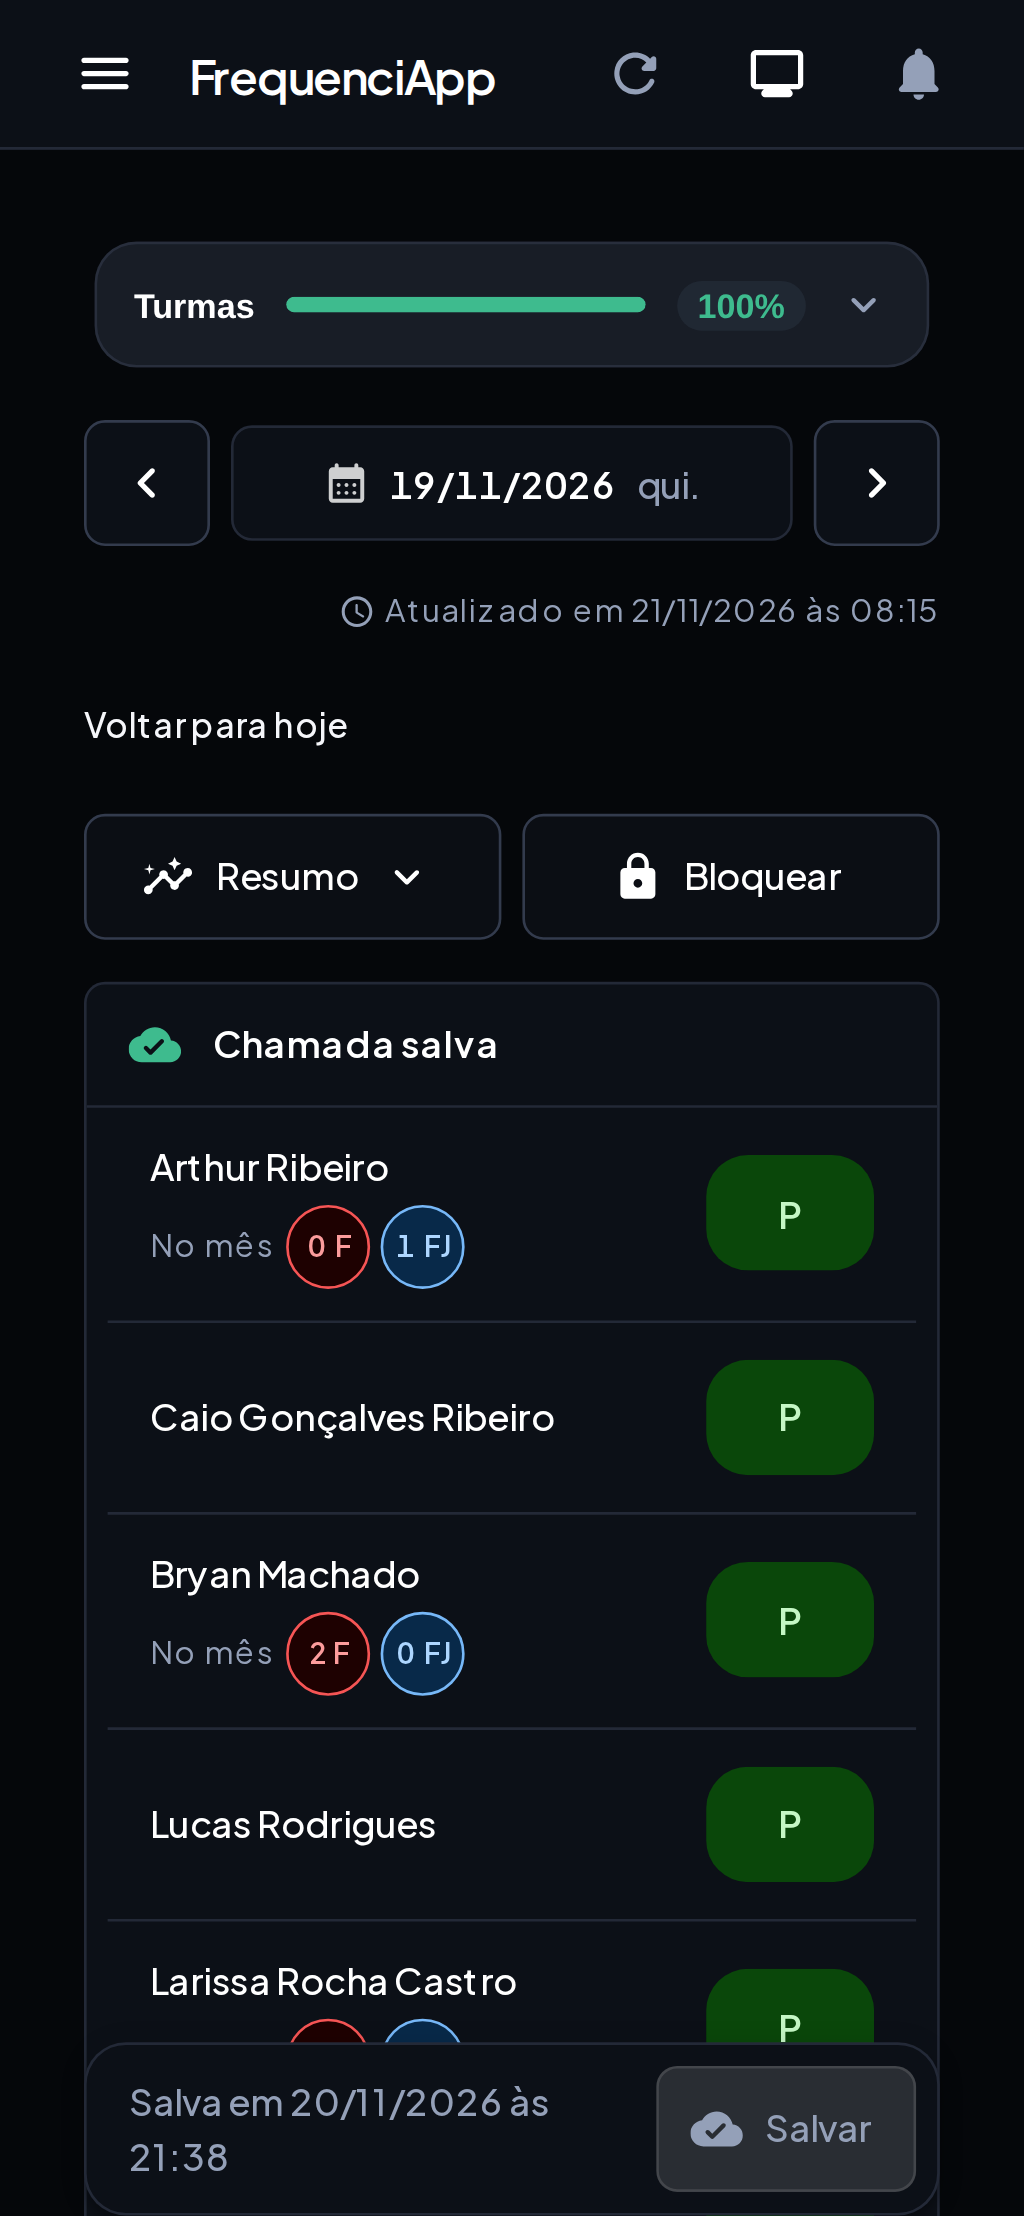 FrequenciApp
Turmas 100%
19/11/2026 qui.
Atualizado em 21/11/2026 às 08:15
Voltar para hoje
Resumo Bloquear
Chamada salva
Arthur Ribeiro
No mês 0 F 1 FJ P
Caio Gonçalves Ribeiro P
Bryan Machado
No mês 2 F 0 FJ P
Lucas Rodrigues P
Larissa Rocha Castro
P
Salva em 20/11/2026 às
21:38
Salvar